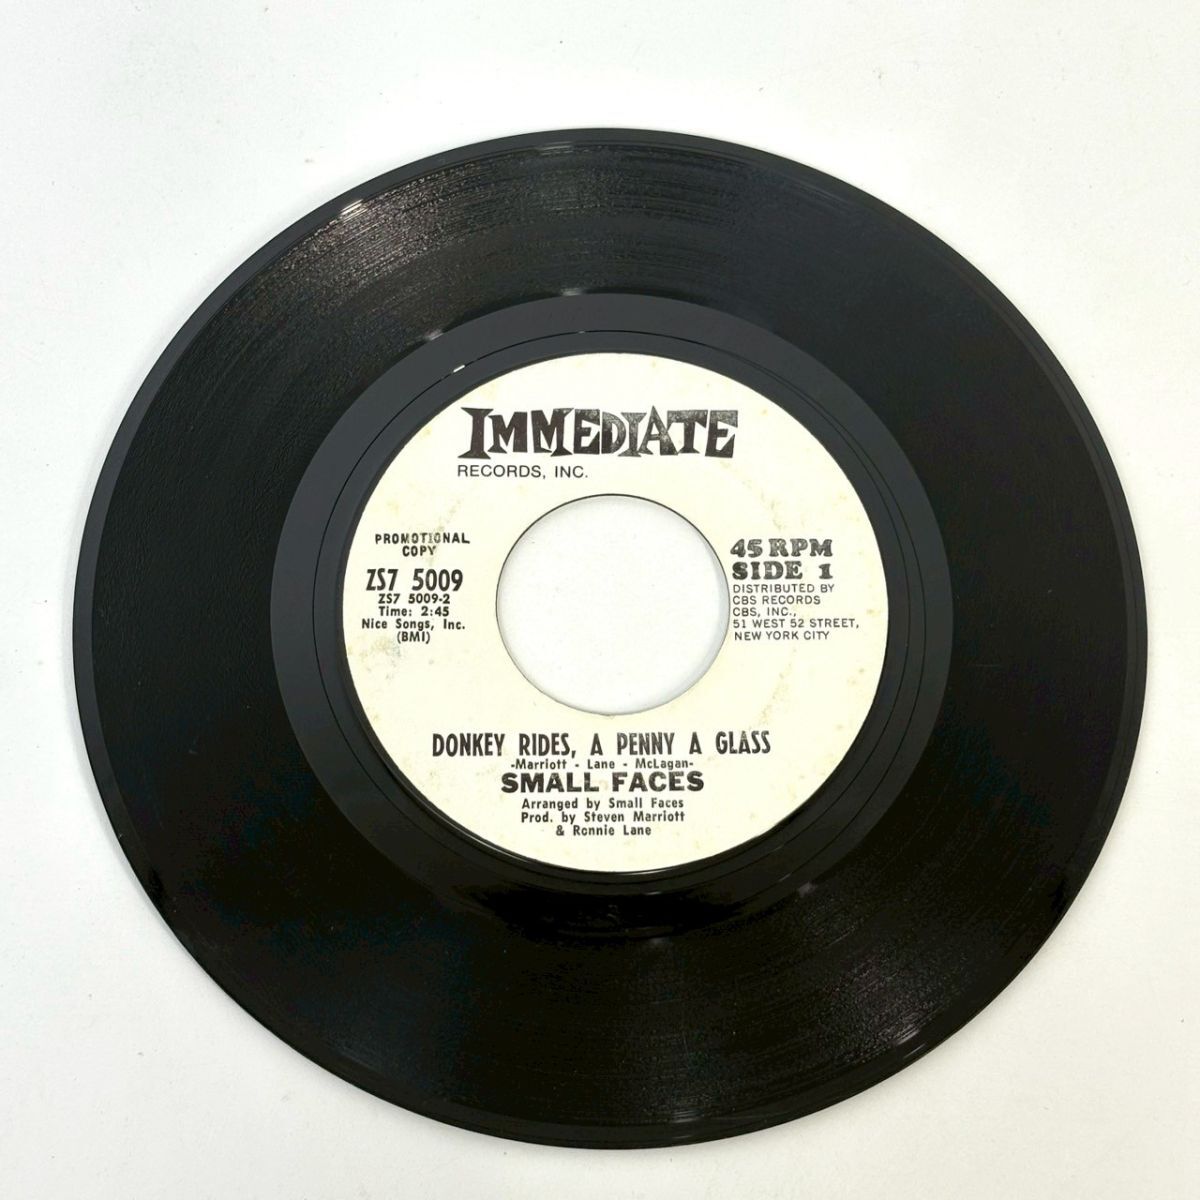 IMMEDIATE
RECORDS, INC.
PROMOTIONAL
COPY
ZS7 5009
ZS7 5009-2
Time: 2:45
Nice Songs, Inc.
(BMI)
45 RPM
SIDE 1
DISTRIBUTED BY
CBS RECORDS
CBS, INC.,
51 WEST 52 STREET,
NEW YORK CITY
DONKEY RIDES, A PENNY A GLASS
-Marriott - Lane - McLagan-
SMALL FACES
Arranged by Small Faces
Prod. by Steven Marriott
& Ronnie Lane